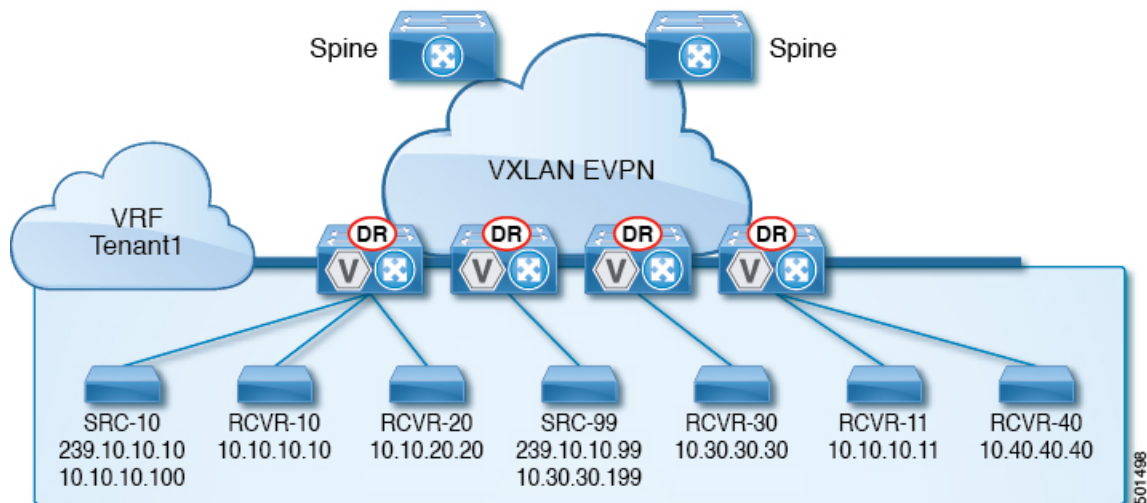 Spine
Spine
VXLAN EVPN
VRF
Tenant1
DR
DR
DR
DR
V
V
V
V
SRC-10
239.10.10.10
10.10.10.100
RCVR-10
10.10.10.10
RCVR-20
10.10.20.20
SRC-99
239.10.10.99
10.30.30.199
RCVR-30
10.30.30.30
RCVR-11
10.10.10.11
RCVR-40
10.40.40.40
501498